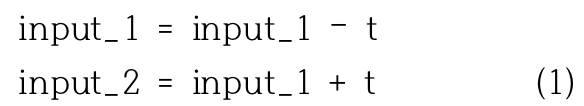 input_1 = input_1 - t
input_2 = input_1 + t (1)